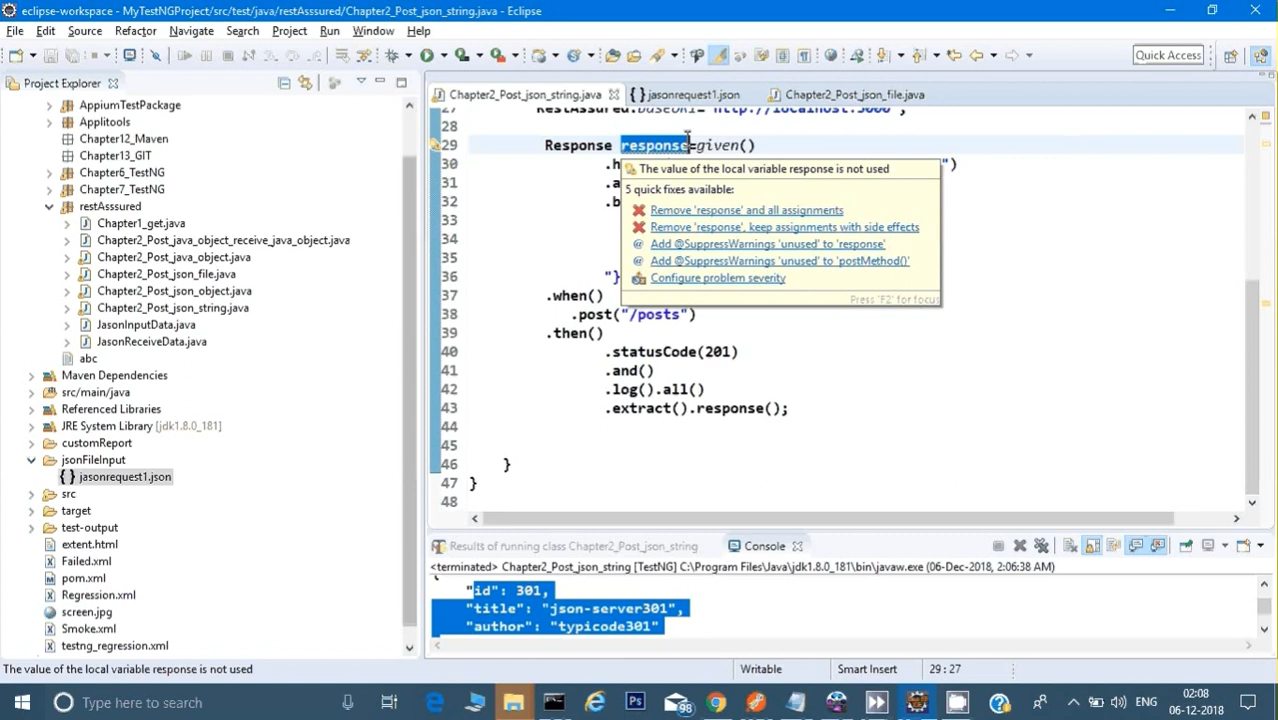 eclipse-workspace - MyTestNGProject/src/test/java/restAsssured/Chapter2_Post_json_string.java - Eclipse
File Edit Source Refactor Navigate Search Project Run Window Help
Quick Access
Project Explorer
AppiumTestPackage
Applitools
Chapter12_Maven
Chapter13_GIT
Chapter6_TestNG
Chapter7_TestNG
restAsssured
Chapter1_get.java
Chapter2_Post_java_object_receive_java_object.java
Chapter2_Post_java_object.java
Chapter2_Post_json_file.java
Chapter2_Post_json_object.java
Chapter2_Post_json_string.java
JasonInputData.java
JasonReceiveData.java
abc
Maven Dependencies
src/main/java
Referenced Libraries
JRE System Library [jdk1.8.0_181]
customReport
jsonFileInput
{ } jasonrequest1.json
src
target
test-output
extent.html
Failed.xml
pom.xml
Regression.xml
screen.jpg
Smoke.xml
testng_regression.xml
Chapter2_Post_json_string.java { } jasonrequest1.json Chapter2_Post_json_file.java
27 RestAssured.baseURI="http://localhost:3000";
28
29 Response response=given()
30 .h ")
31 .a
32 .b
33
34
35
36 "}
37 .when()
38 .post("/posts")
39 .then()
40 .statusCode(201)
41 .and()
42 .log().all()
43 .extract().response();
44
45
46 }
47 }
48
The value of the local variable response is not used
5 quick fixes available:
Remove 'response' and all assignments
Remove 'response', keep assignments with side effects
@ Add @SuppressWarnings 'unused' to 'response'
@ Add @SuppressWarnings 'unused' to 'postMethod()'
Configure problem severity
Press 'F2' for focus
Results of running class Chapter2_Post_json_string Console
<terminated> Chapter2_Post_json_string [TestNG] C:\Program Files\Java\jdk1.8.0_181\bin\javaw.exe (06-Dec-2018, 2:06:38 AM)
"id": 301,
"title": "json-server301",
"author": "typicode301"
The value of the local variable response is not used Writable Smart Insert 29 : 27
Type here to search
Ps
98
ENG
02:08
06-12-2018